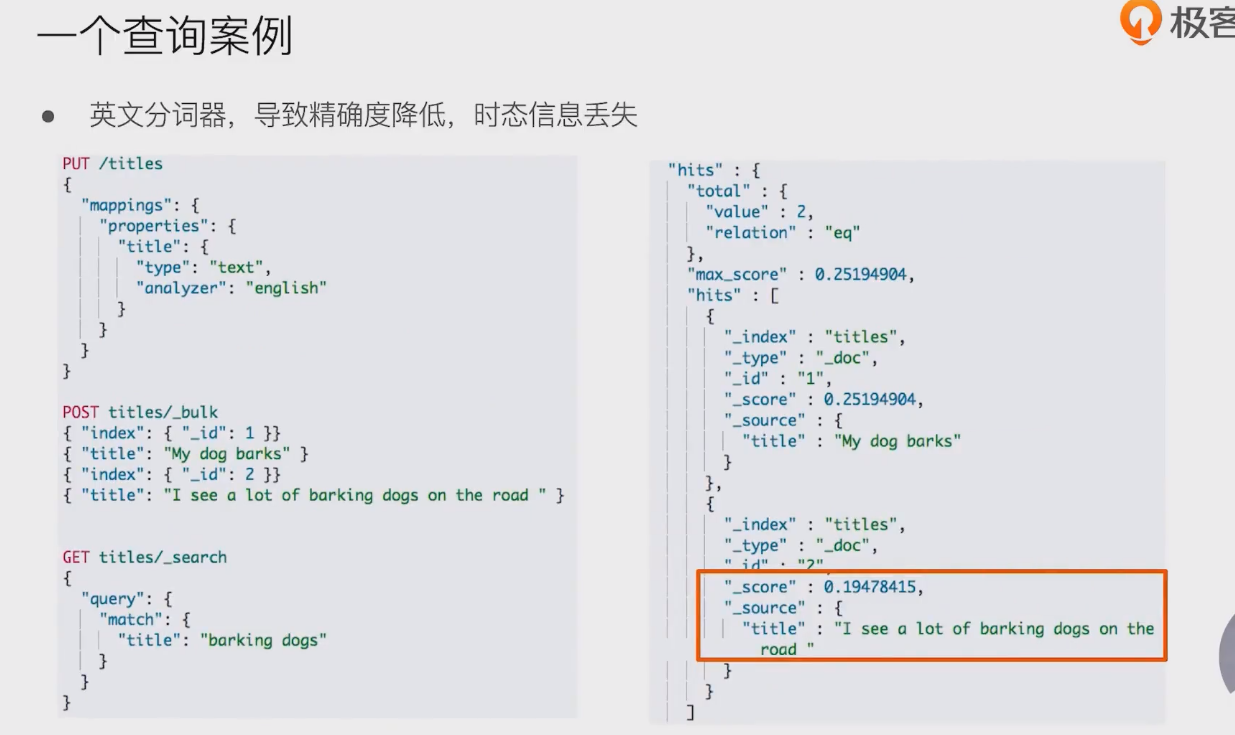 一个查询案例
极客
● 英文分词器，导致精确度降低，时态信息丢失
PUT /titles
{
"mappings": {
"properties": {
"title": {
"type": "text",
"analyzer": "english"
}
}
}
}
POST titles/_bulk
{ "index": { "_id": 1 }}
{ "title": "My dog barks" }
{ "index": { "_id": 2 }}
{ "title": "I see a lot of barking dogs on the road " }
GET titles/_search
{
"query": {
"match": {
"title": "barking dogs"
}
}
}
"hits" : {
"total" : {
"value" : 2,
"relation" : "eq"
},
"max_score" : 0.25194904,
"hits" : [
{
"_index" : "titles",
"_type" : "_doc",
"_id" : "1",
"_score" : 0.25194904,
"_source" : {
"title" : "My dog barks"
}
},
{
"_index" : "titles",
"_type" : "_doc",
"_id" : "2",
"_score" : 0.19478415,
"_source" : {
"title" : "I see a lot of barking dogs on the
road "
}
}
]